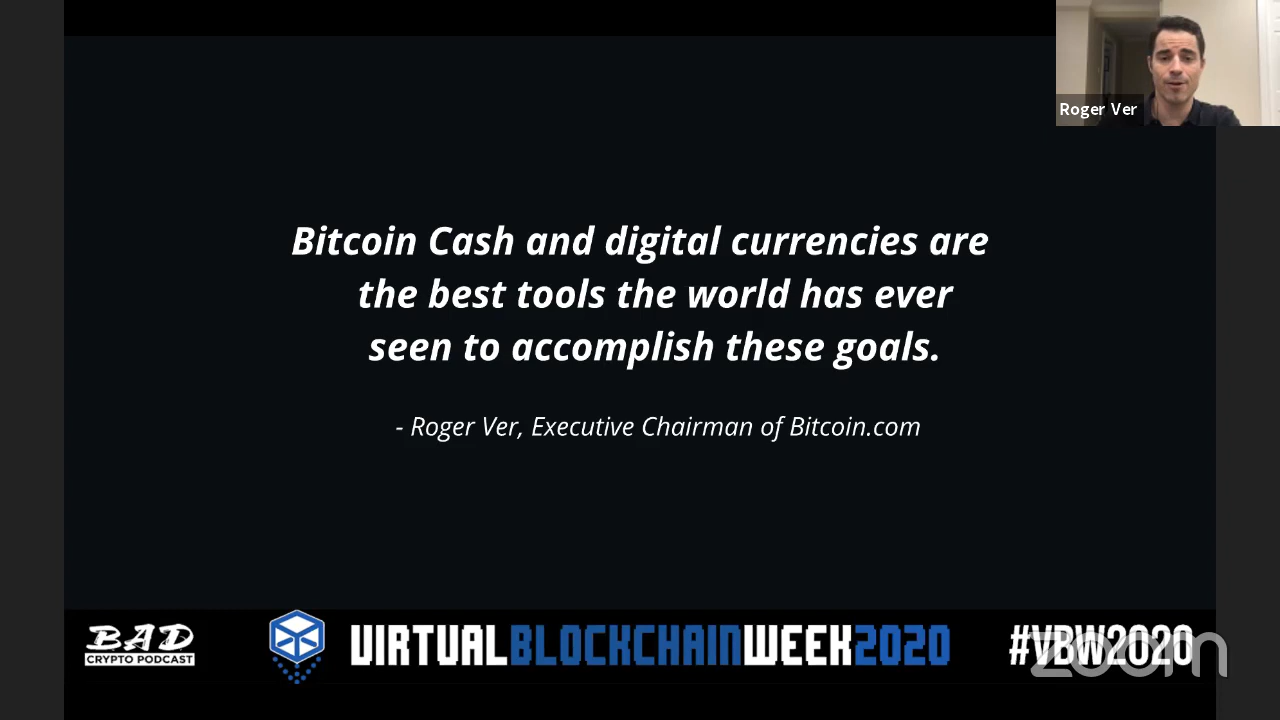 Roger Ver
Bitcoin Cash and digital currencies are
the best tools the world has ever
seen to accomplish these goals.
- Roger Ver, Executive Chairman of Bitcoin.com
BAD
CRYPTO PODCAST
VIRTUALBLOCKCHAINWEEK2020
#VBW2020
zoom